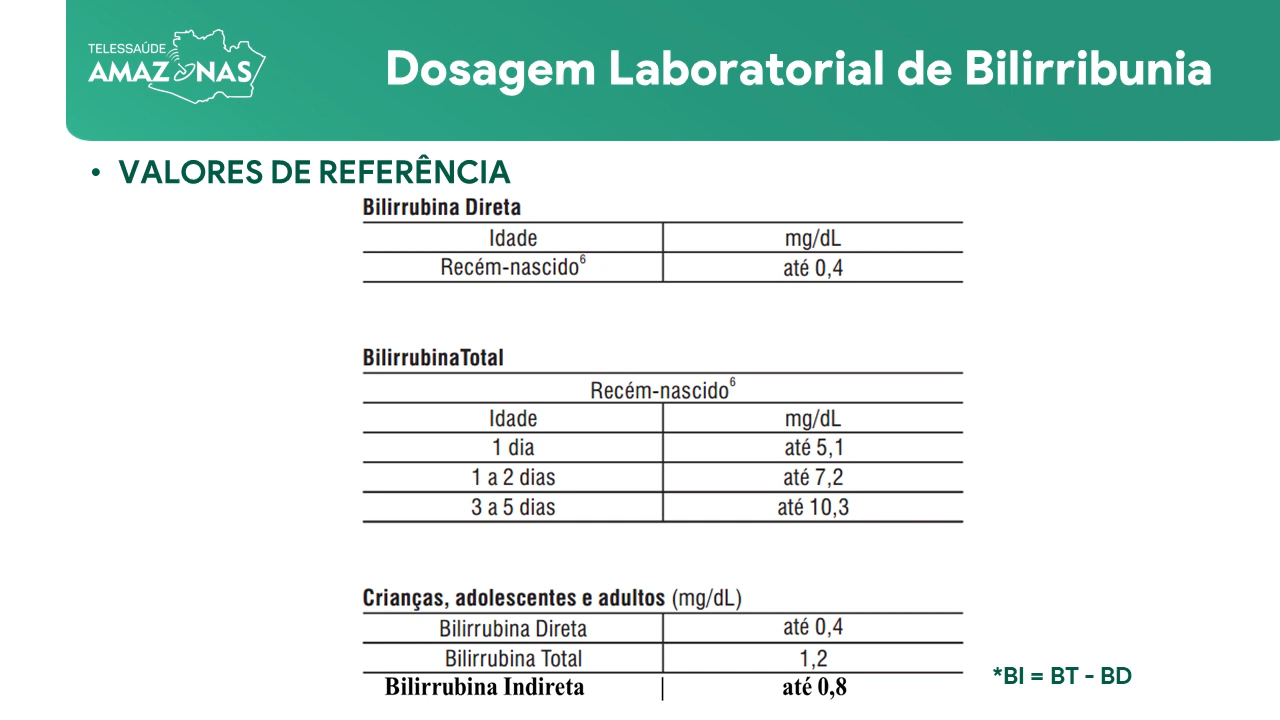 TELESSAÚDE
AMAZONAS
Dosagem Laboratorial de Bilirribunia
• VALORES DE REFERÊNCIA
Bilirrubina Direta
Idade mg/dL
Recém-nascido6 até 0,4
BilirrubinaTotal
Recém-nascido6
Idade mg/dL
1 dia até 5,1
1 a 2 dias até 7,2
3 a 5 dias até 10,3
Crianças, adolescentes e adultos (mg/dL)
Bilirrubina Direta até 0,4
Bilirrubina Total 1,2
Bilirrubina Indireta | até 0,8
*BI = BT - BD